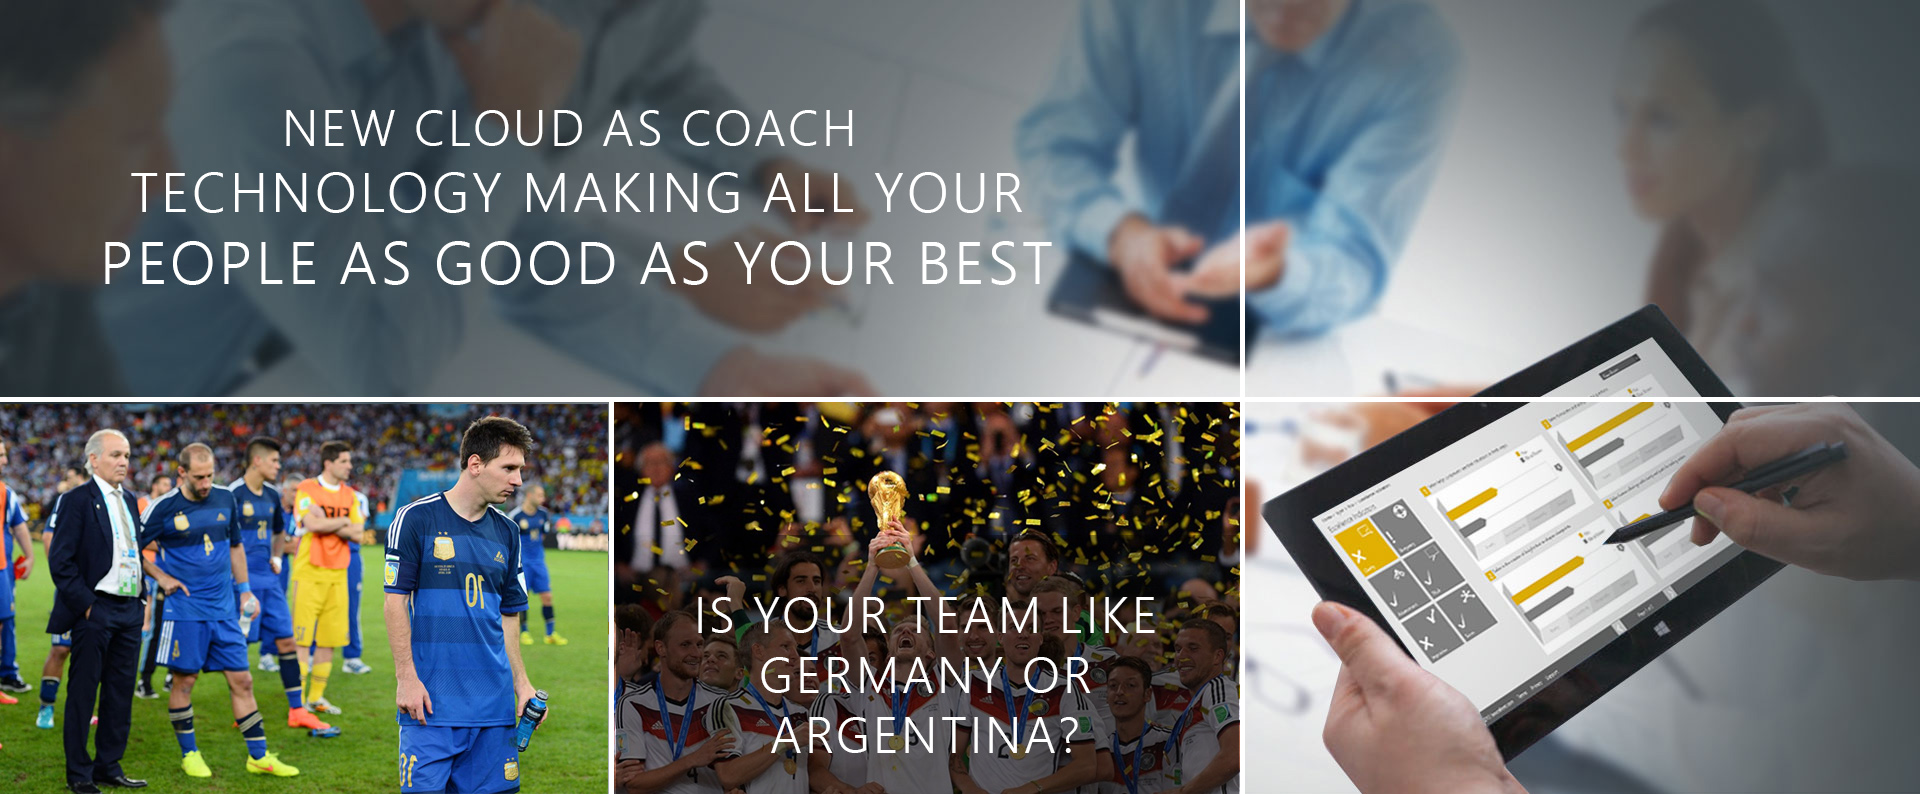 NEW CLOUD AS COACH
TECHNOLOGY MAKING ALL YOUR
PEOPLE AS GOOD AS YOUR BEST
IS YOUR TEAM LIKE
GERMANY OR
ARGENTINA?
10